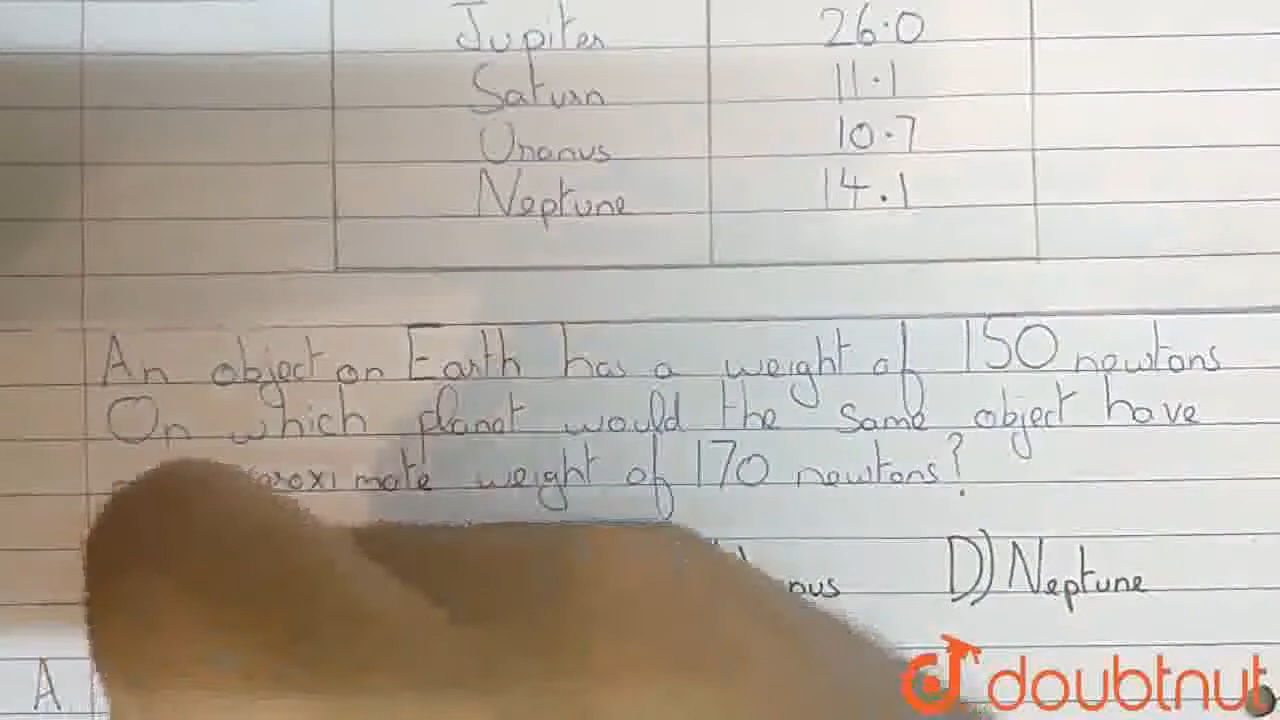 Jupiter 26.0
Saturn 11.1
Uranus 10.7
Neptune 14.1
An object on Earth has a weight of 150 newtons
On which planet would the same object have
weight of 170 newtons?
D) Neptune
A
doubtnut